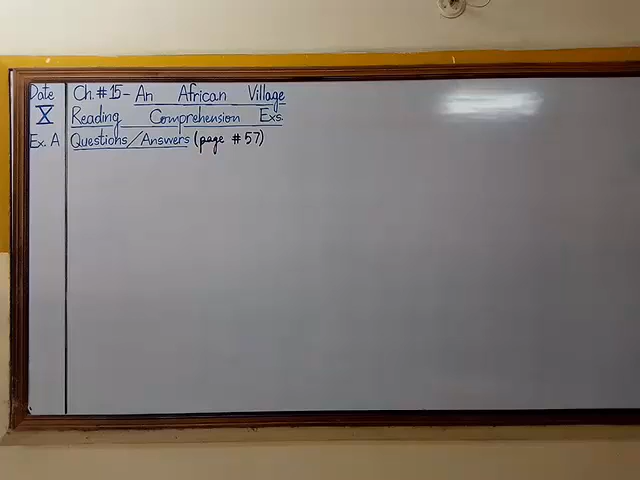 Date Ch. # 15 - An African Village
X Reading Comprehension Exs.
Ex. A Questions/Answers (page # 57)